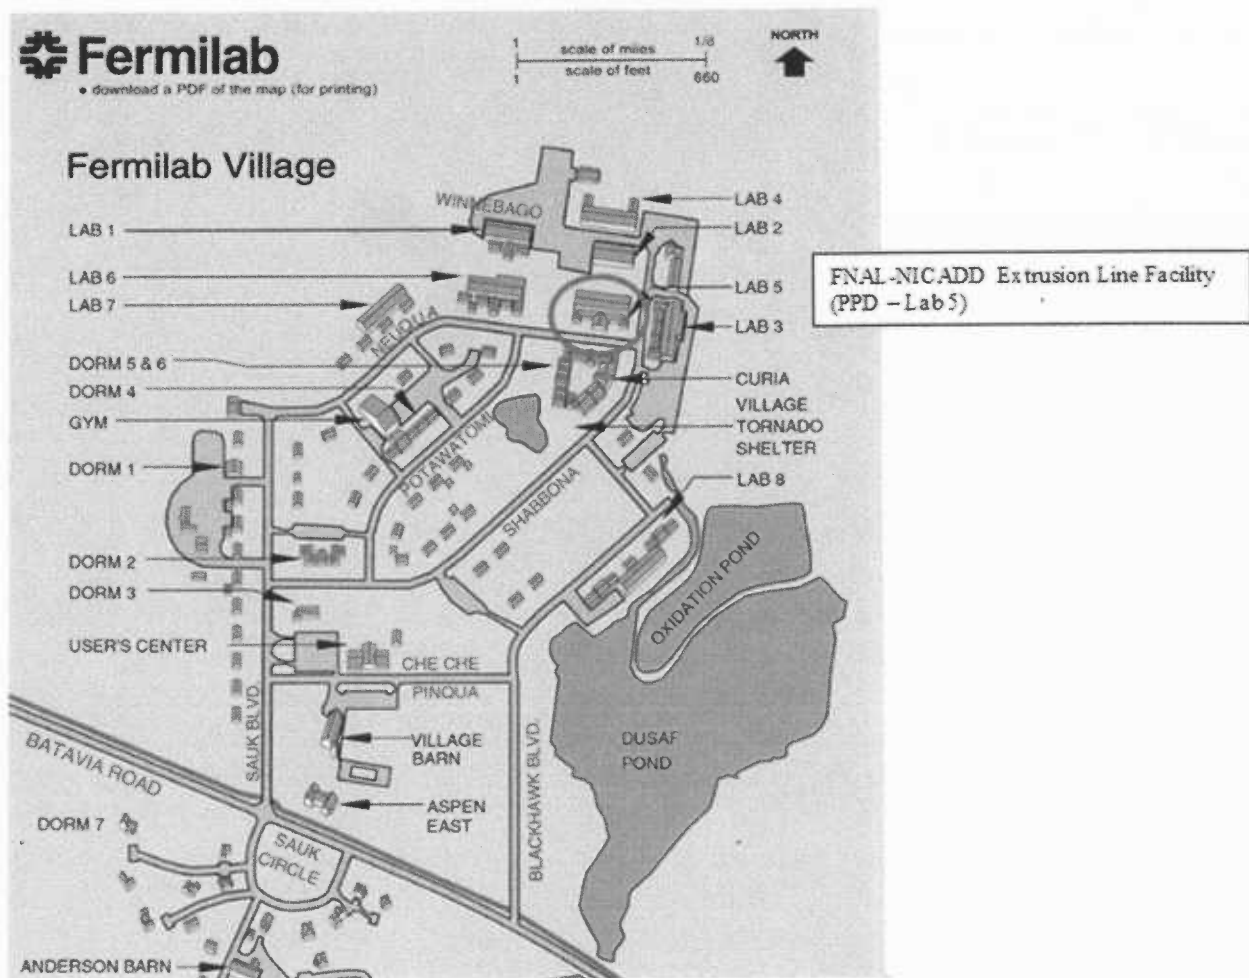 Fermilab
• download a PDF of the map (for printing)
1 scale of miles 1/8
1 scale of feet 660
NORTH
Fermilab Village
WINNEBAGO
LAB 4
LAB 1
LAB 2
LAB 6
LAB 5
FNAL-NICADD Extrusion Line Facility
(PPD – Lab 5)
LAB 7
LAB 3
NEUQUA
DORM 5 & 6
CURIA
DORM 4
VILLAGE
TORNADO
SHELTER
GYM
POTAWATOMI
DORM 1
LAB 8
SHABBONA
DORM 2
OXIDATION POND
DORM 3
USER'S CENTER
CHE CHE
PINQUA
SAUK BLVD.
VILLAGE
BARN
DUSAF
POND
BATAVIA ROAD
BLACKHAWK BLVD.
ASPEN
EAST
DORM 7
SAUK
CIRCLE
ANDERSON BARN